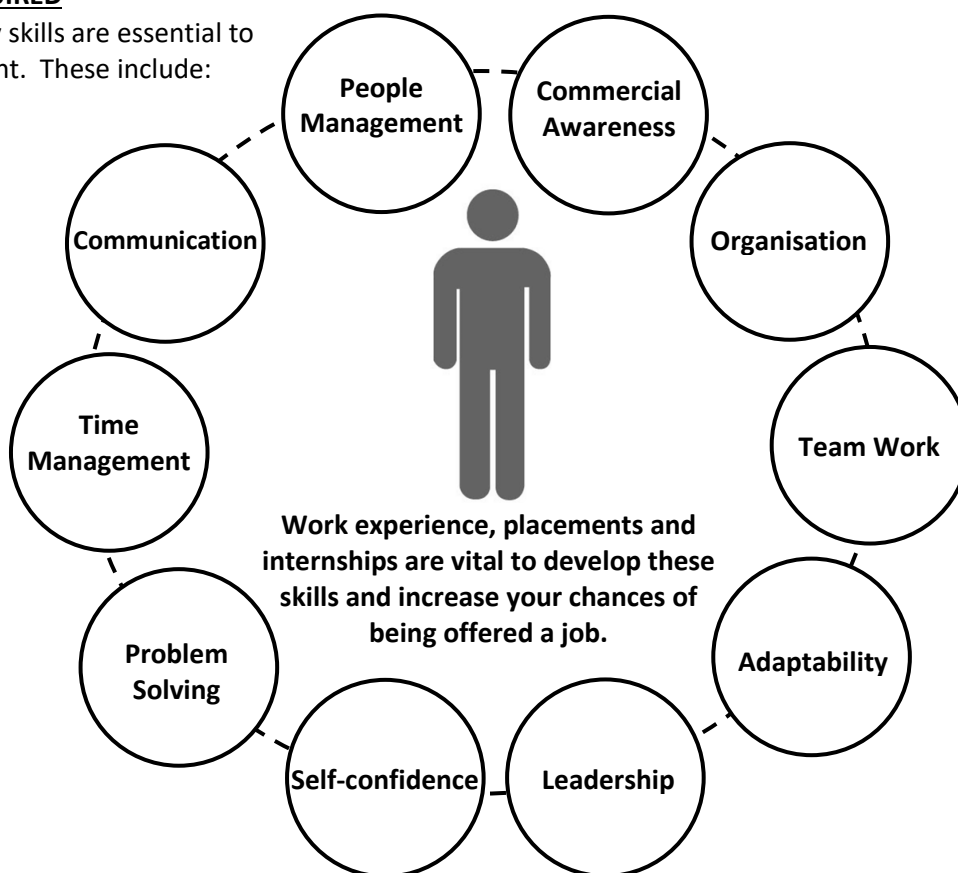 skills are essential to
These include:
People
Management
Commercial
Awareness
Communication
Organisation
Time
Management
Team Work
Work experience, placements and
internships are vital to develop these
skills and increase your chances of
being offered a job.
Problem
Solving
Adaptability
Self-confidence
Leadership